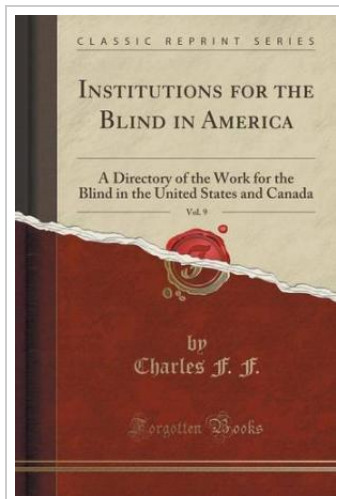 CLASSIC REPRINT SERIES
INSTITUTIONS FOR THE
BLIND IN AMERICA
A Directory of the Work for the
Blind in the United States and Canada
Vol. 9
F
by
Charles F. F.
Forgotten Books